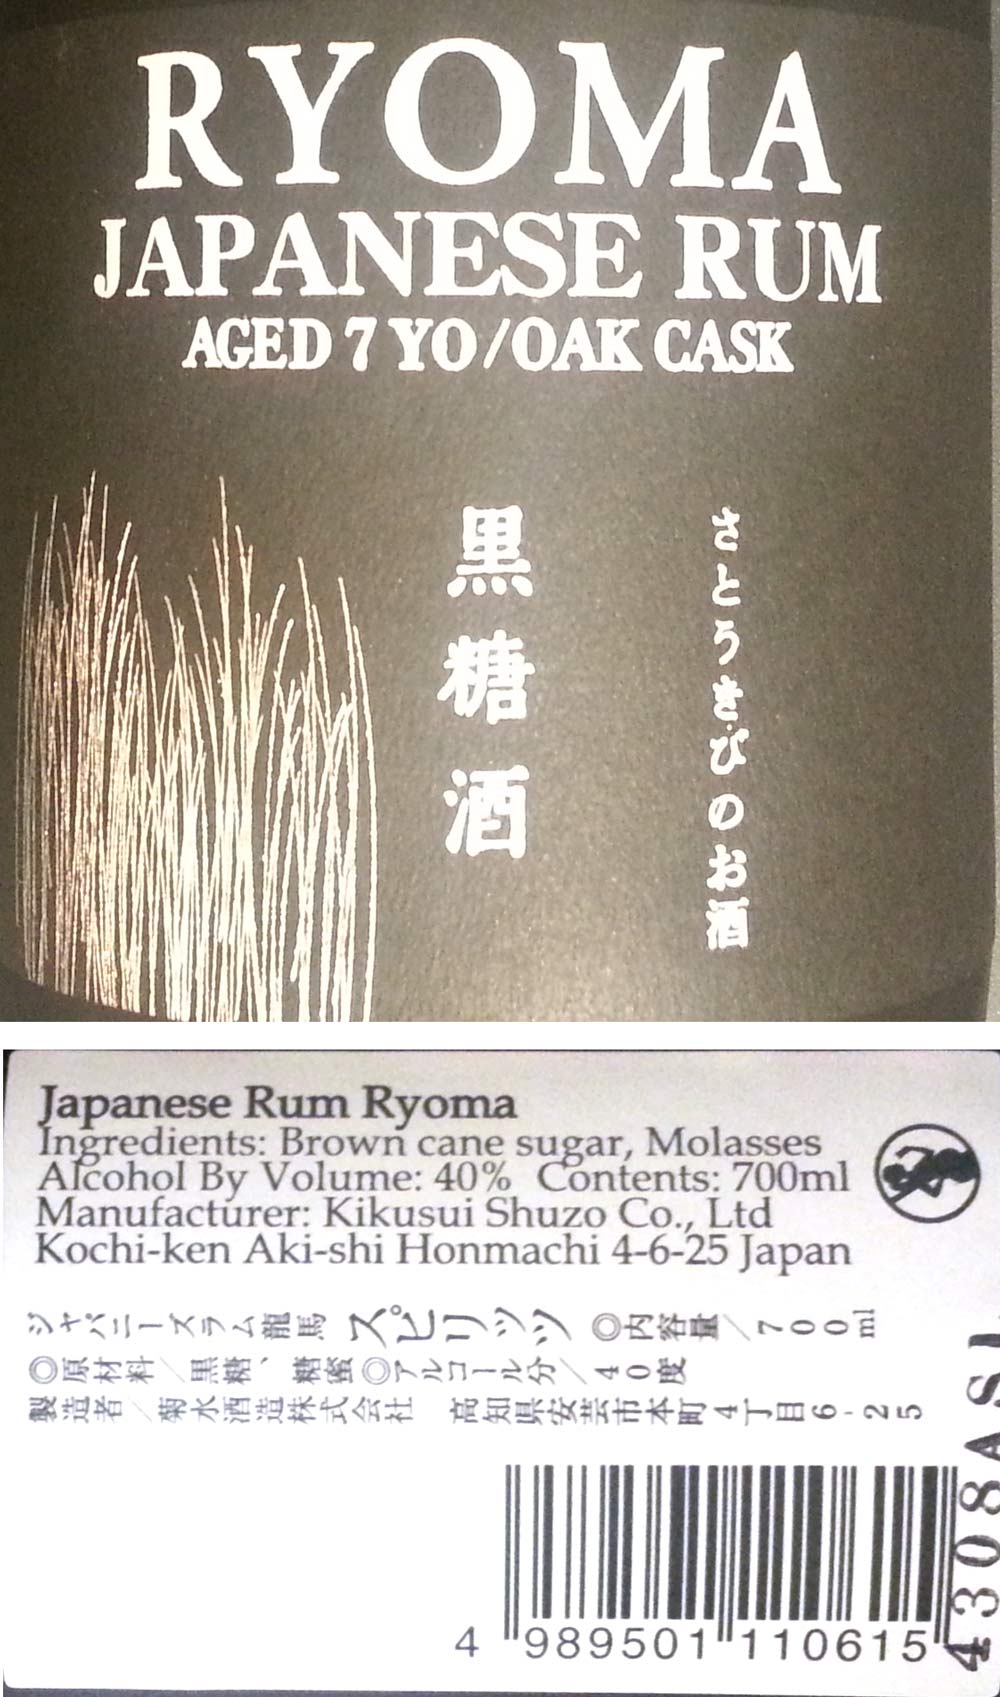 RYOMA
JAPANESE RUM
AGED 7 YO/OAK CASK
さとうきびのお酒
黒糖酒
Japanese Rum Ryoma
Ingredients: Brown cane sugar, Molasses
Alcohol By Volume: 40% Contents: 700ml
Manufacturer: Kikusui Shuzo Co., Ltd
Kochi-ken Aki-shi Honmachi 4-6-25 Japan
ジャパニーズラム龍馬 スピリッツ ◎内容量／700ml
◎原材料／黒糖、糖蜜◎アルコール分／40度
製造者／菊水酒造株式会社 高知県安芸市本町4丁目6-25
4 989501 110615